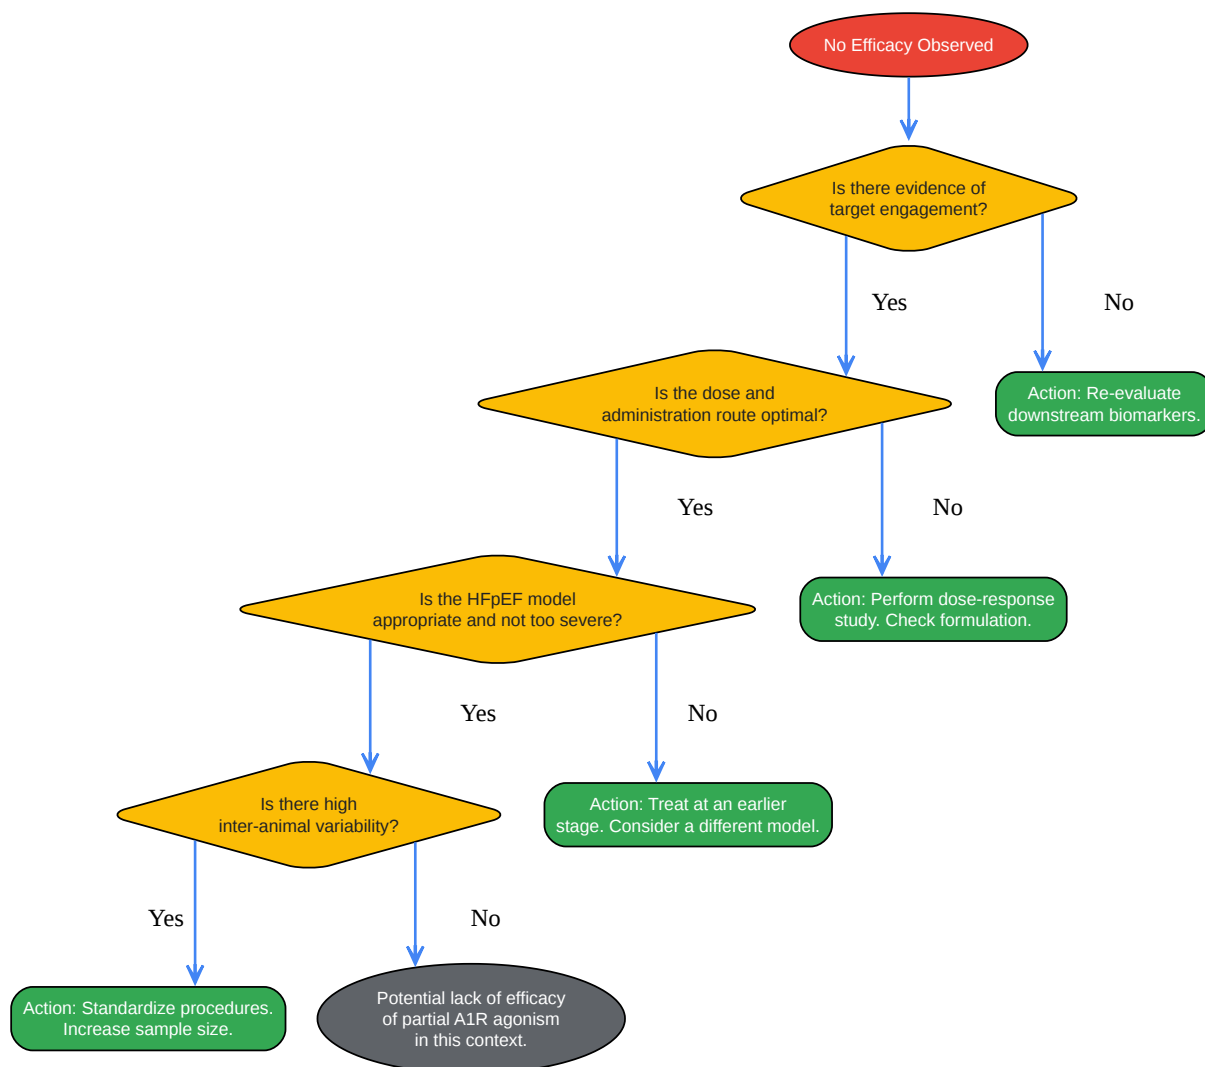 No Efficacy Observed
Is there evidence of
target engagement?
Yes
No
Is the dose and
administration route optimal?
Action: Re-evaluate
downstream biomarkers.
Yes
No
Is the HFpEF model
appropriate and not too severe?
Action: Perform dose-response
study. Check formulation.
Yes
No
Is there high
inter-animal variability?
Action: Treat at an earlier
stage. Consider a different model.
Yes
No
Action: Standardize procedures.
Increase sample size.
Potential lack of efficacy
of partial A1R agonism
in this context.